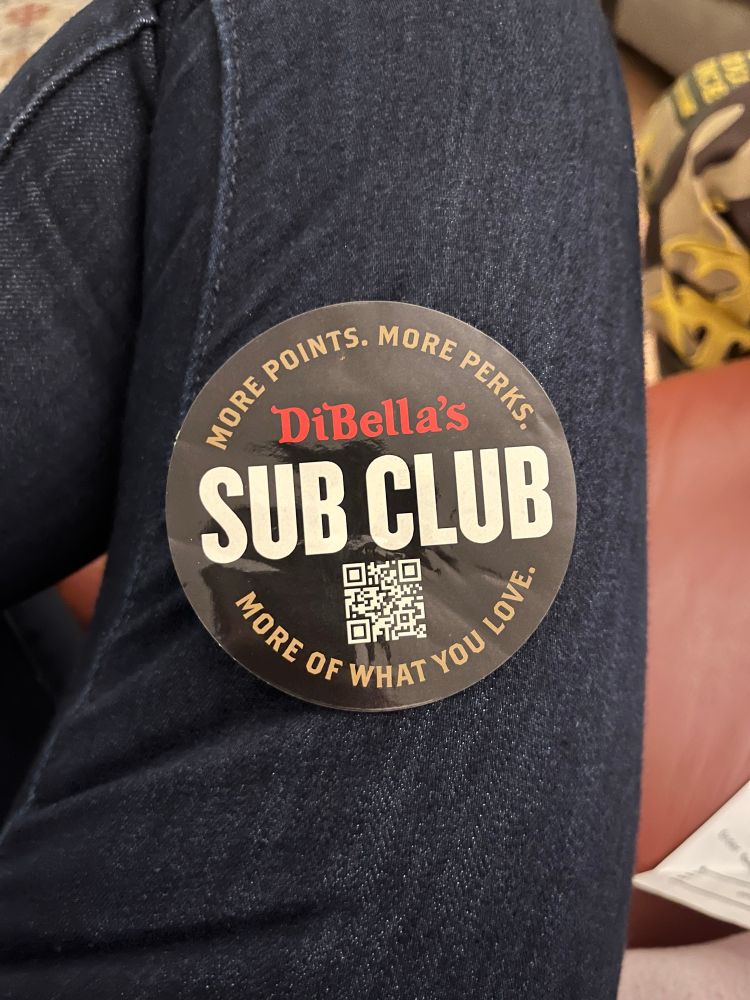 MORE POINTS. MORE PERKS.
DiBella's
SUB CLUB
MORE OF WHAT YOU LOVE.